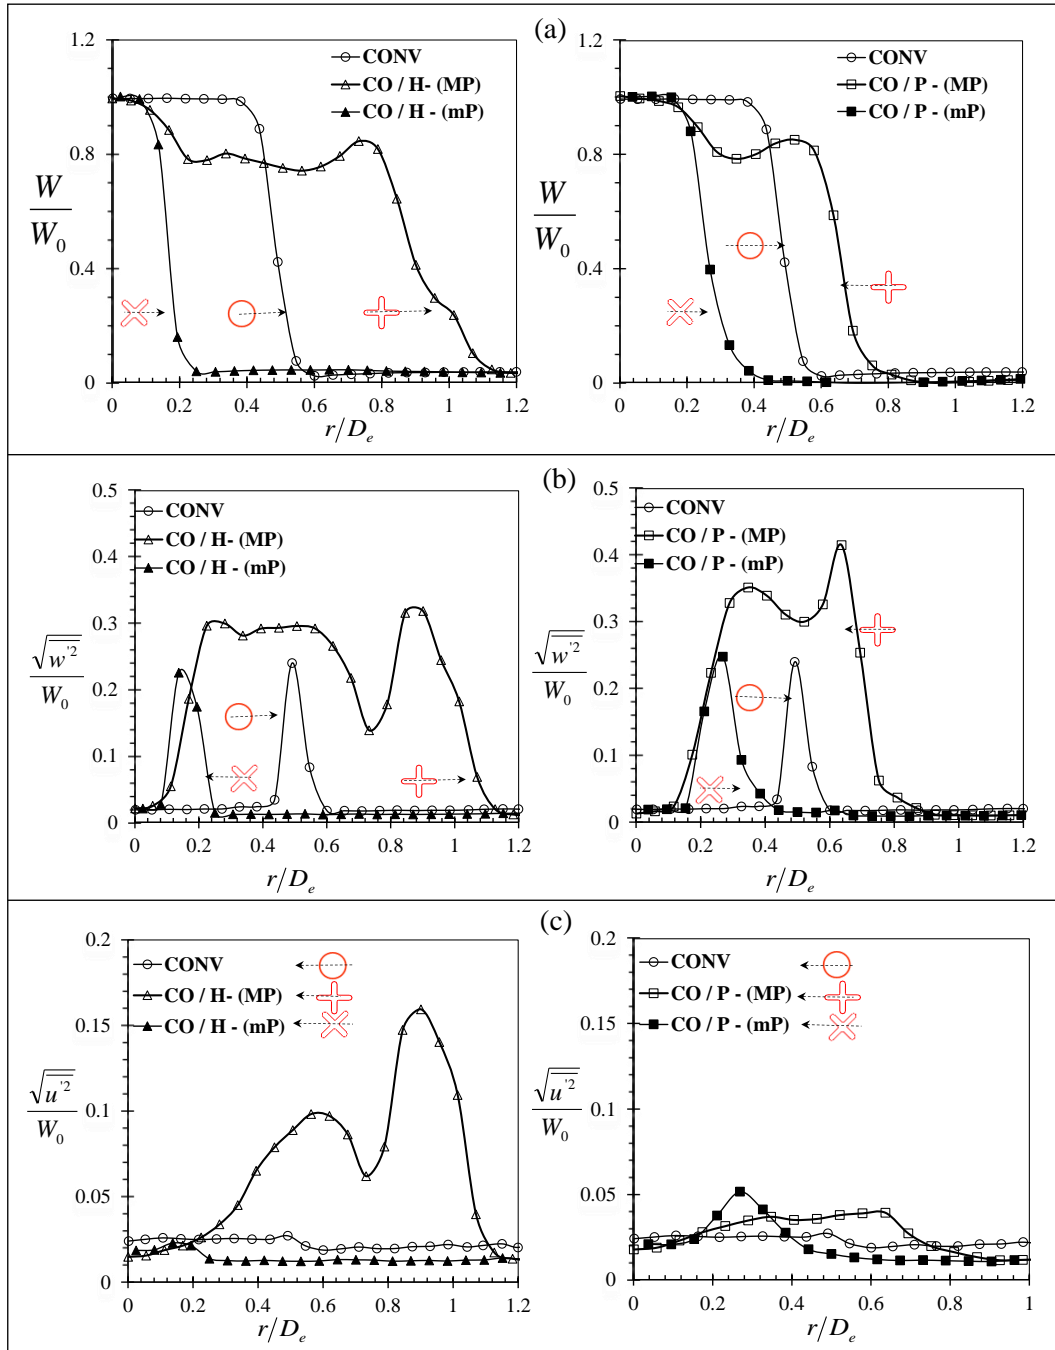 (a)
1.2
0.8
0.4
0
W
W0
CONV
CO / H- (MP)
CO / H - (mP)
0 0.2 0.4 0.6 0.8 1 1.2
r/De
1.2
0.8
0.4
0
W
W0
CONV
CO / P - (MP)
CO / P - (mP)
0 0.2 0.4 0.6 0.8 1 1.2
r/De
(b)
0.5
0.4
0.3
0.2
0.1
0
√w'2
W0
CONV
CO / H- (MP)
CO / H - (mP)
0 0.2 0.4 0.6 0.8 1 1.2
r/De
0.5
0.4
0.3
0.2
0.1
0
√w'2
W0
CONV
CO / P - (MP)
CO / P - (mP)
0 0.2 0.4 0.6 0.8 1 1.2
r/De
(c)
0.2
0.15
0.1
0.05
0
√u'2
W0
CONV
CO / H- (MP)
CO / H - (mP)
0 0.2 0.4 0.6 0.8 1 1.2
r/De
0.2
0.15
0.1
0.05
0
√u'2
W0
CONV
CO / P - (MP)
CO / P - (mP)
0 0.2 0.4 0.6 0.8 1
r/De